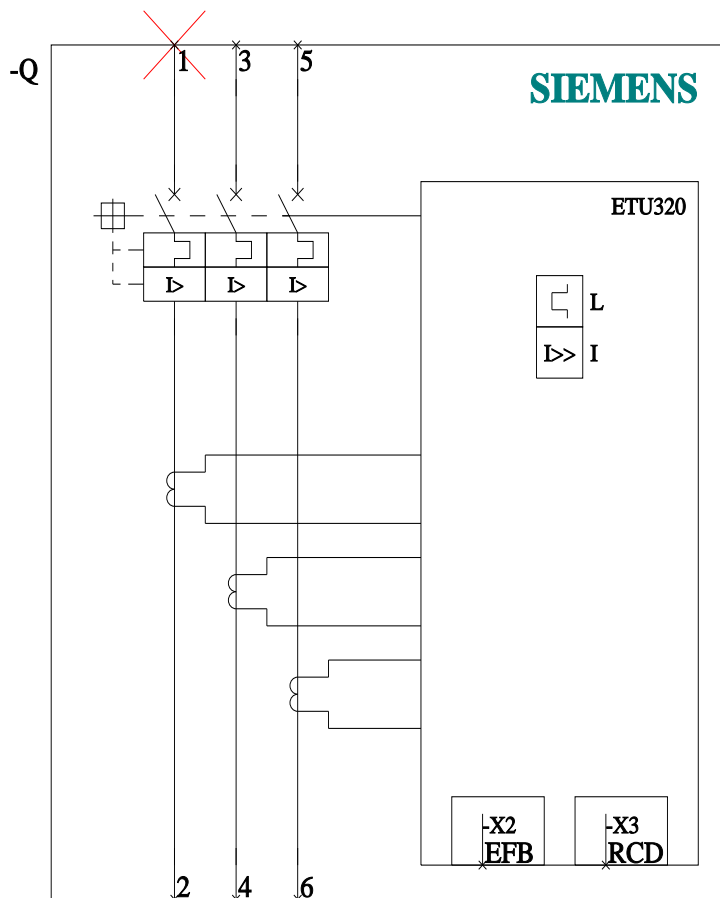 1 3 5
-Q
SIEMENS
ETU320
I> I> I>
L
I>> I
-X2 -X3
EFB RCD
2 4 6